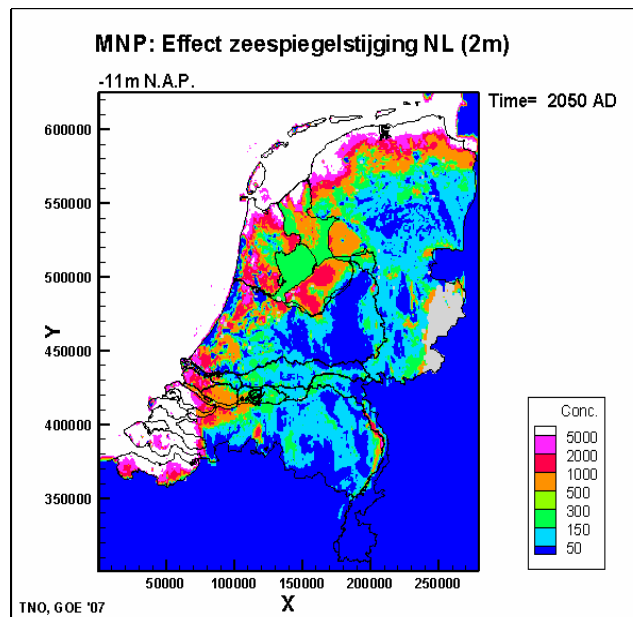 MNP: Effect zeespiegelstijging NL (2m)
-11m N.A.P.
Time= 2050 AD
600000
550000
500000
Y
450000
400000
350000
Conc.
5000
2000
1000
500
300
150
50
50000 100000 150000 200000 250000
X
TNO, GOE '07